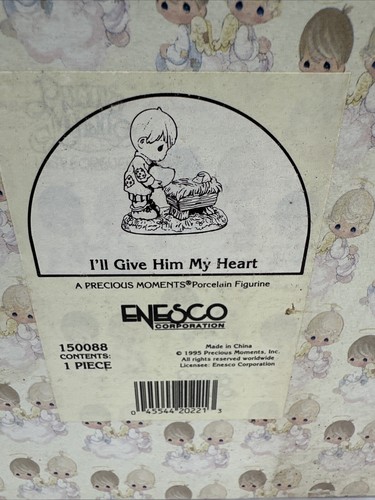 I'll Give Him My Heart
A PRECIOUS MOMENTS® Porcelain Figurine
ENESCO
CORPORATION
150088
CONTENTS:
1 PIECE
Made in China
© 1995 Precious Moments, Inc.
All rights reserved worldwide
Licensee: Enesco Corporation
0 45544 20221 3